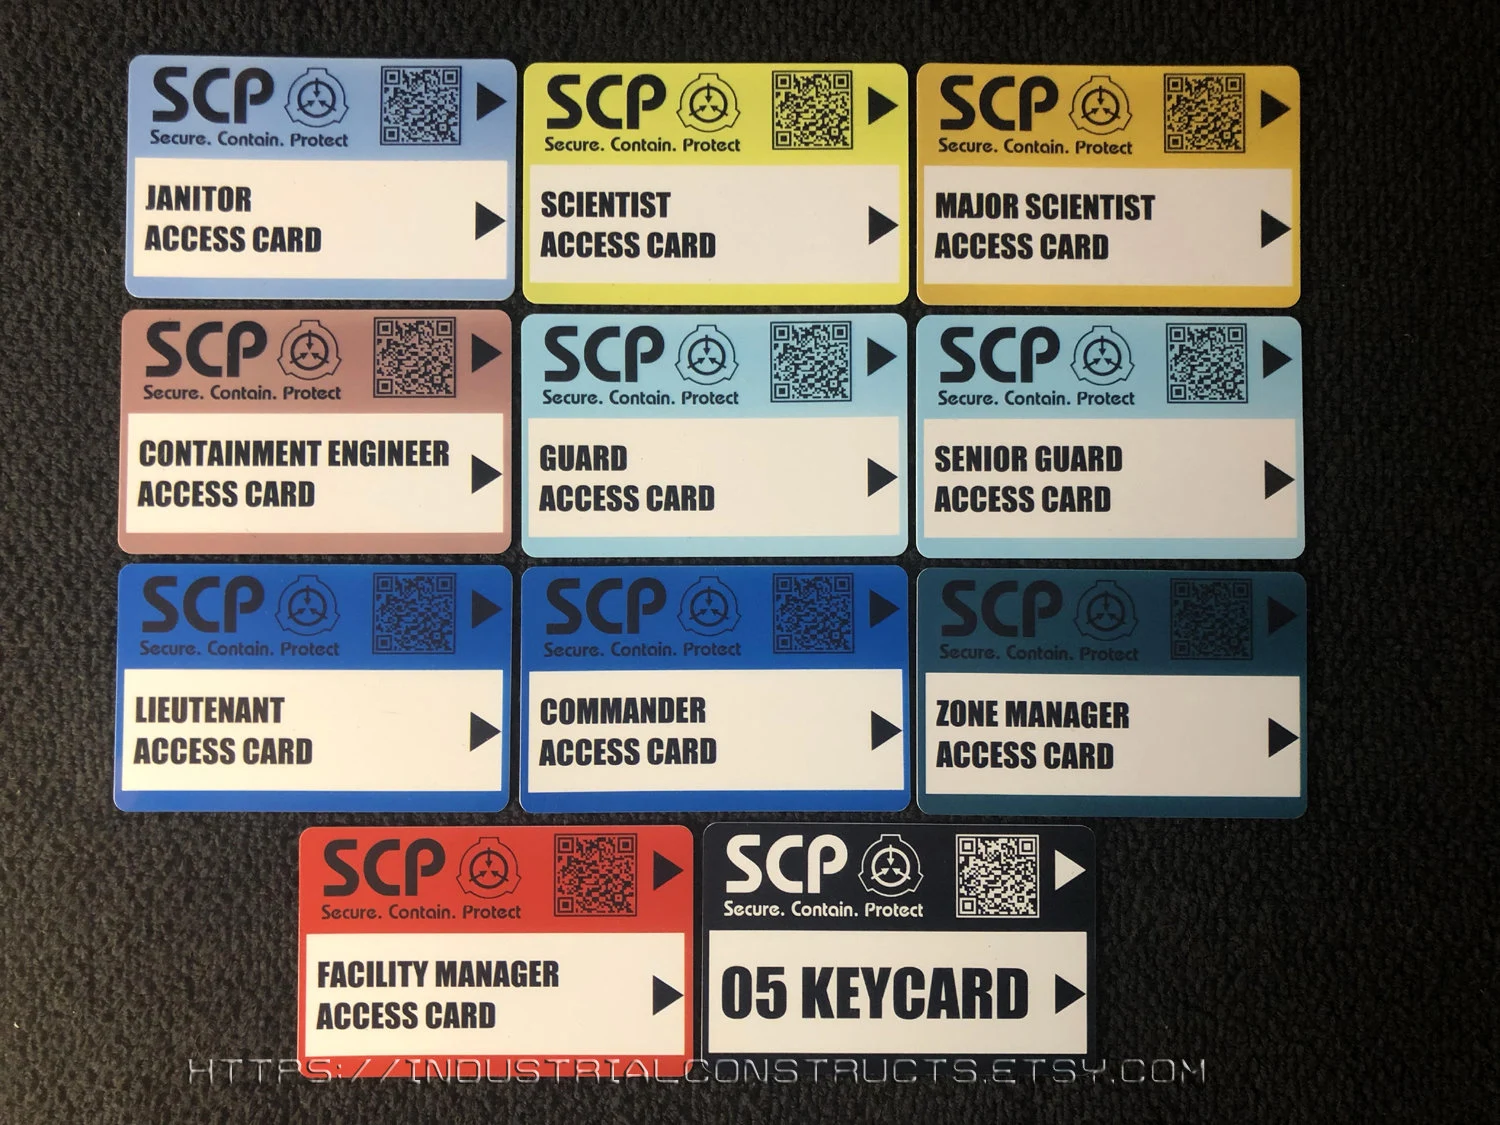 SCP
Secure. Contain. Protect
JANITOR
ACCESS CARD
SCP
Secure. Contain. Protect
SCIENTIST
ACCESS CARD
SCP
Secure. Contain. Protect
MAJOR SCIENTIST
ACCESS CARD
SCP
Secure. Contain. Protect
CONTAINMENT ENGINEER
ACCESS CARD
SCP
Secure. Contain. Protect
GUARD
ACCESS CARD
SCP
Secure. Contain. Protect
SENIOR GUARD
ACCESS CARD
SCP
Secure. Contain. Protect
LIEUTENANT
ACCESS CARD
SCP
Secure. Contain. Protect
COMMANDER
ACCESS CARD
SCP
Secure. Contain. Protect
ZONE MANAGER
ACCESS CARD
SCP
Secure. Contain. Protect
FACILITY MANAGER
ACCESS CARD
SCP
Secure. Contain. Protect
05 KEYCARD
HTTPS://INDUSTRIALCONSTRUCTS.ETSY.COM